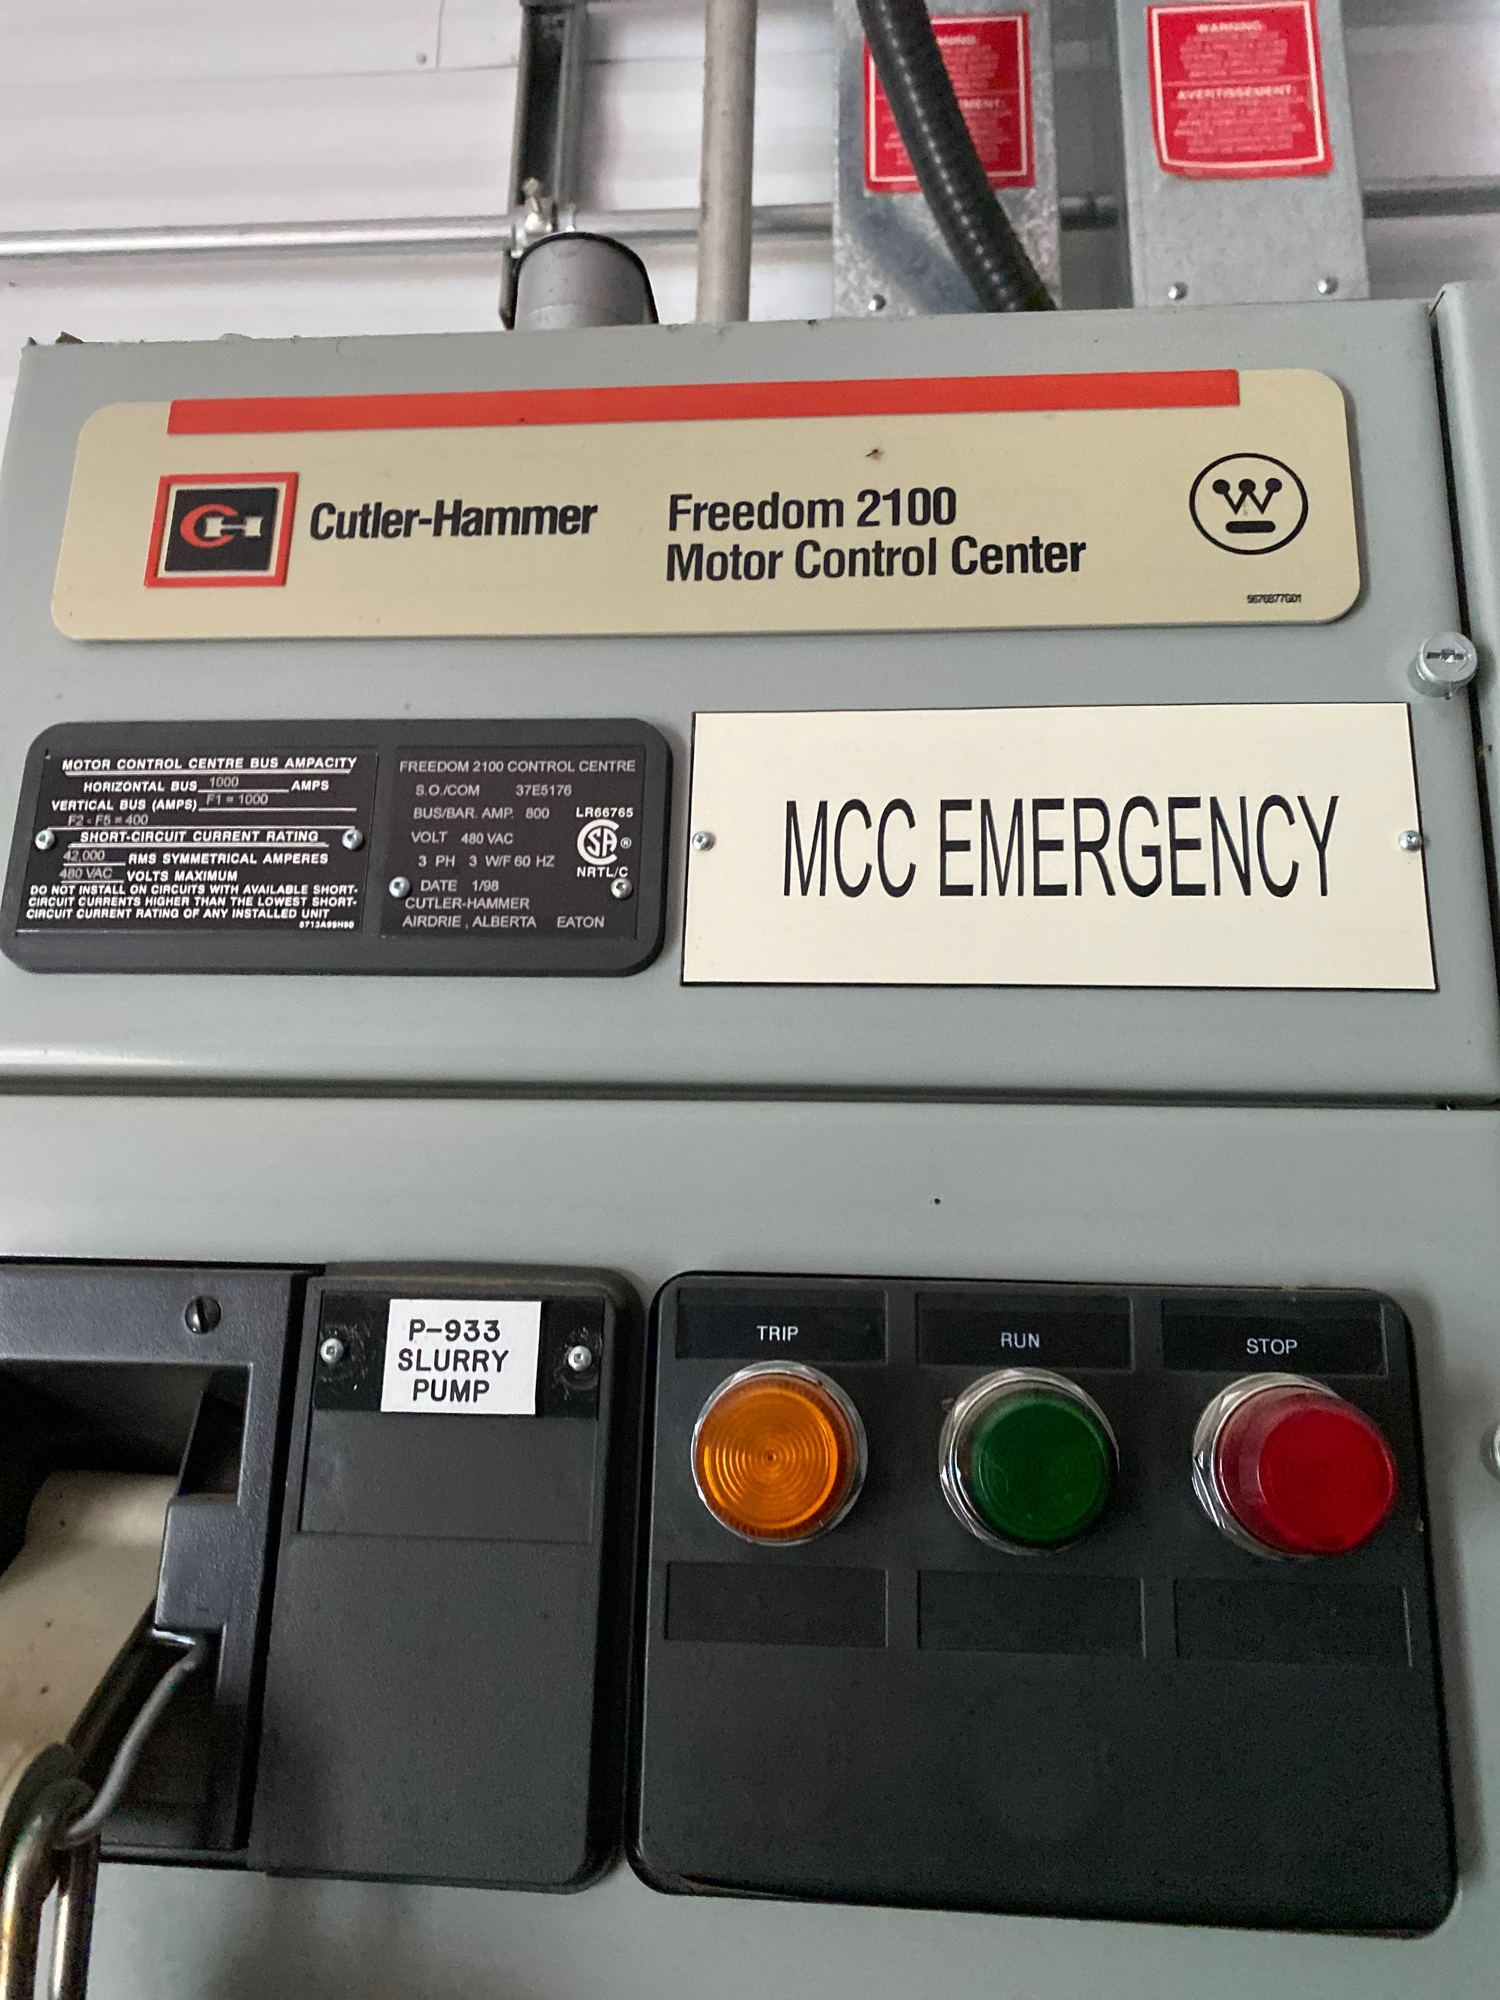 WARNING:
AVERTISSEMENT:
CH Cutler-Hammer
Freedom 2100
Motor Control Center
W
MOTOR CONTROL CENTRE BUS AMPACITY
HORIZONTAL BUS 1000 AMPS
VERTICAL BUS (AMPS) F1 = 1000
F2 - F5 = 400
SHORT-CIRCUIT CURRENT RATING
42,000 RMS SYMMETRICAL AMPERES
480 VAC VOLTS MAXIMUM
DO NOT INSTALL ON CIRCUITS WITH AVAILABLE SHORT-
CIRCUIT CURRENTS HIGHER THAN THE LOWEST SHORT-
CIRCUIT CURRENT RATING OF ANY INSTALLED UNIT
FREEDOM 2100 CONTROL CENTRE
S.O./COM 37E5176
BUS/BAR. AMP. 800 LR66765
VOLT 480 VAC
SA ®
3 PH 3 W/F 60 HZ
NRTL/C
DATE 1/98
CUTLER-HAMMER
AIRDRIE, ALBERTA EATON
MCC EMERGENCY
P-933
SLURRY
PUMP
TRIP
RUN
STOP